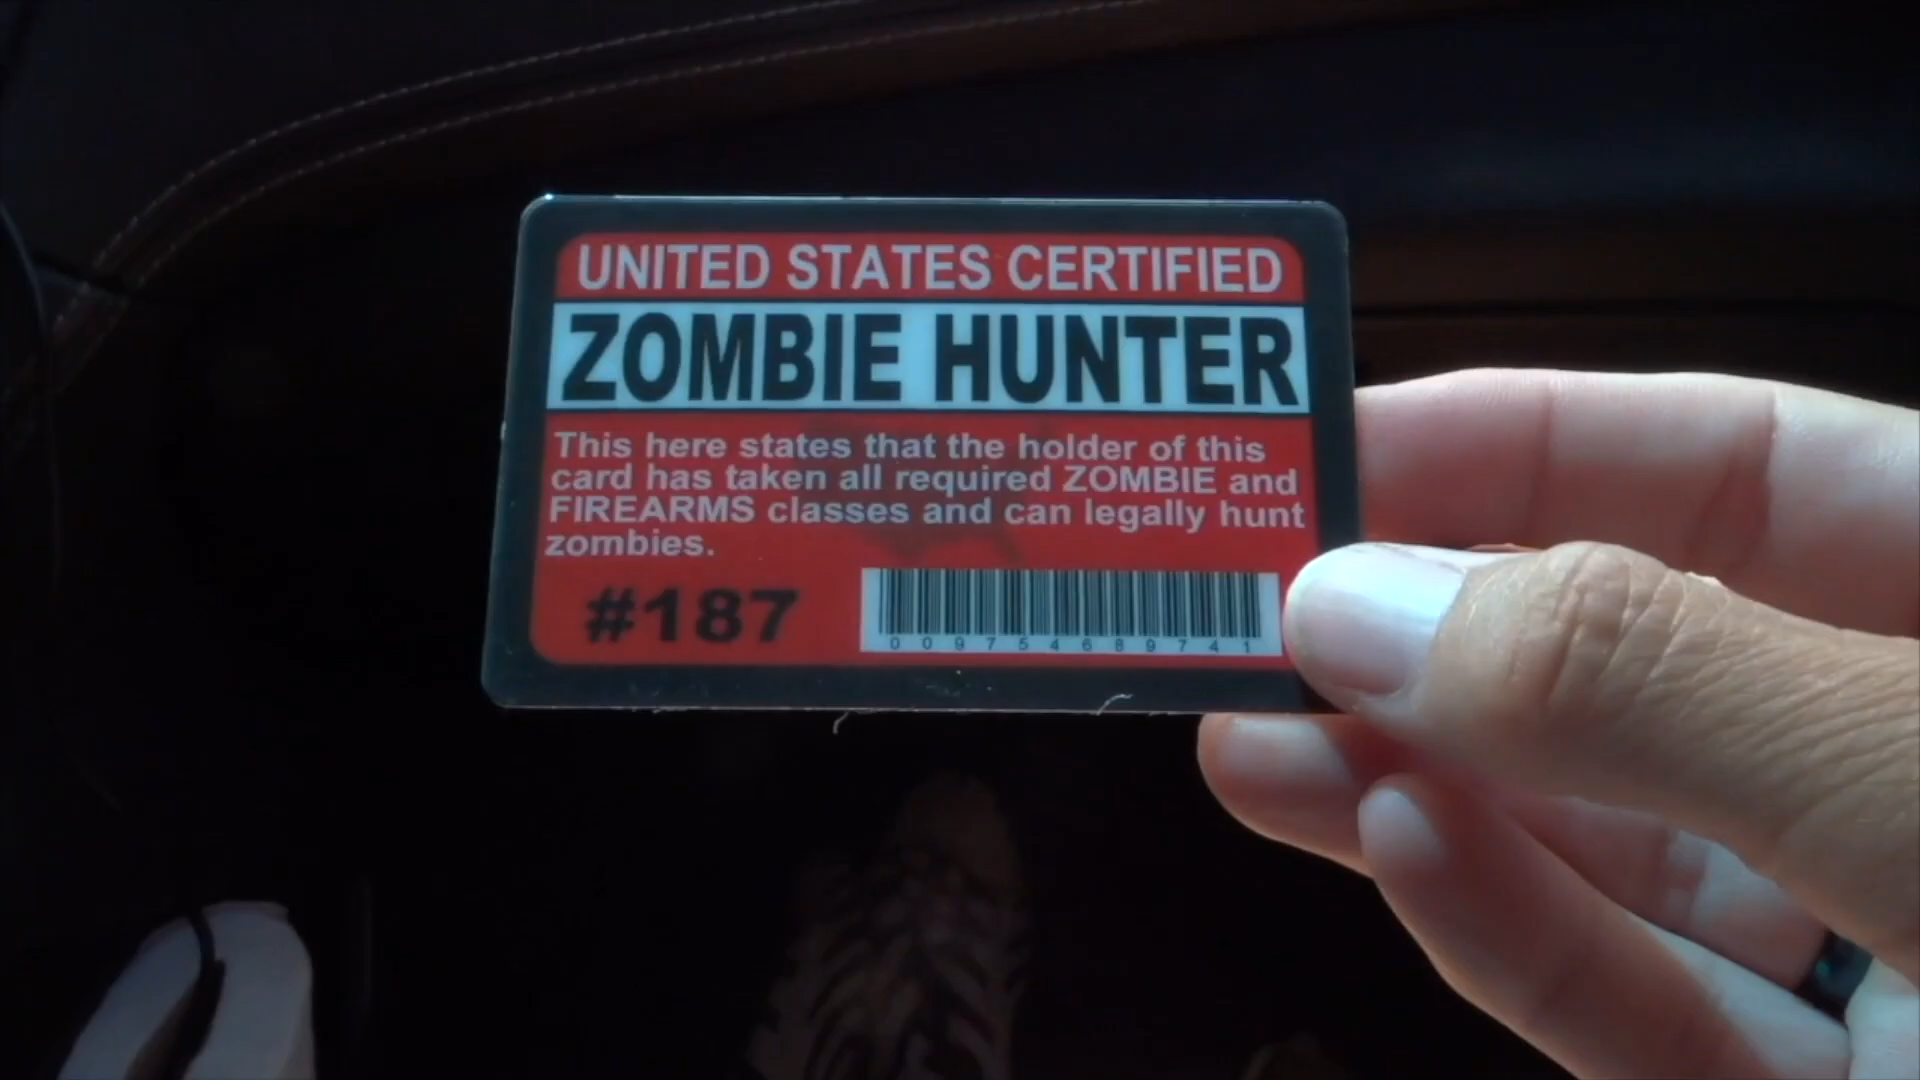 UNITED STATES CERTIFIED
ZOMBIE HUNTER
This here states that the holder of this
card has taken all required ZOMBIE and
FIREARMS classes and can legally hunt
zombies.
#187
0 0 9 7 5 4 6 8 9 7 4 1